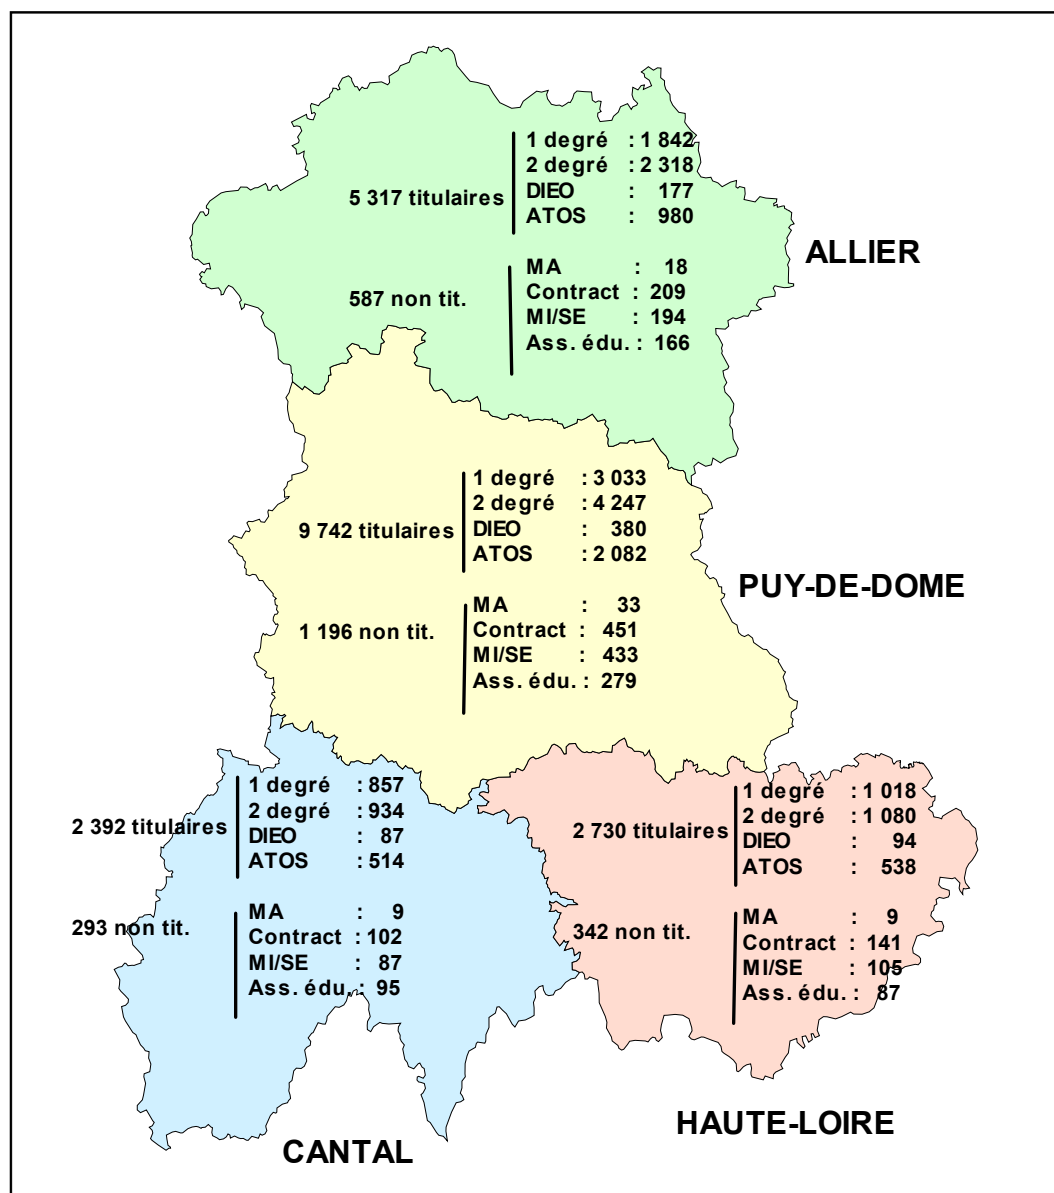 1 degré : 1 842
2 degré : 2 318
5 317 titulaires
DIEO : 177
ATOS : 980
ALLIER
MA : 18
Contract : 209
587 non tit.
MI/SE : 194
Ass. édu. : 166
1 degré : 3 033
2 degré : 4 247
9 742 titulaires
DIEO : 380
ATOS : 2 082
PUY-DE-DOME
MA : 33
1 196 non tit.
Contract : 451
MI/SE : 433
Ass. édu. : 279
1 degré : 857
2 degré : 934
2 392 titulaires
DIEO : 87
ATOS : 514
MA : 9
293 non tit.
Contract : 102
MI/SE : 87
Ass. édu. : 95
CANTAL
1 degré : 1 018
2 degré : 1 080
2 730 titulaires
DIEO : 94
ATOS : 538
MA : 9
342 non tit.
Contract : 141
MI/SE : 105
Ass. édu. : 87
HAUTE-LOIRE